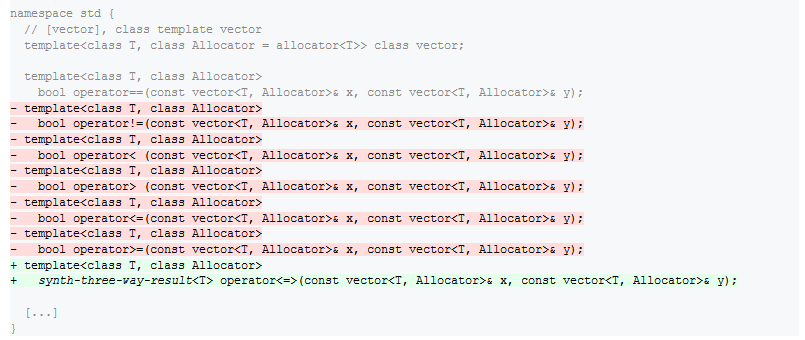 namespace std {
  // [vector], class template vector
  template<class T, class Allocator = allocator<T>> class vector;

  template<class T, class Allocator>
    bool operator==(const vector<T, Allocator>& x, const vector<T, Allocator>& y);
- template<class T, class Allocator>
-   bool operator!=(const vector<T, Allocator>& x, const vector<T, Allocator>& y);
- template<class T, class Allocator>
-   bool operator< (const vector<T, Allocator>& x, const vector<T, Allocator>& y);
- template<class T, class Allocator>
-   bool operator> (const vector<T, Allocator>& x, const vector<T, Allocator>& y);
- template<class T, class Allocator>
-   bool operator<=(const vector<T, Allocator>& x, const vector<T, Allocator>& y);
- template<class T, class Allocator>
-   bool operator>=(const vector<T, Allocator>& x, const vector<T, Allocator>& y);
+ template<class T, class Allocator>
+   synth-three-way-result<T> operator<=>(const vector<T, Allocator>& x, const vector<T, Allocator>& y);

  [...]
}